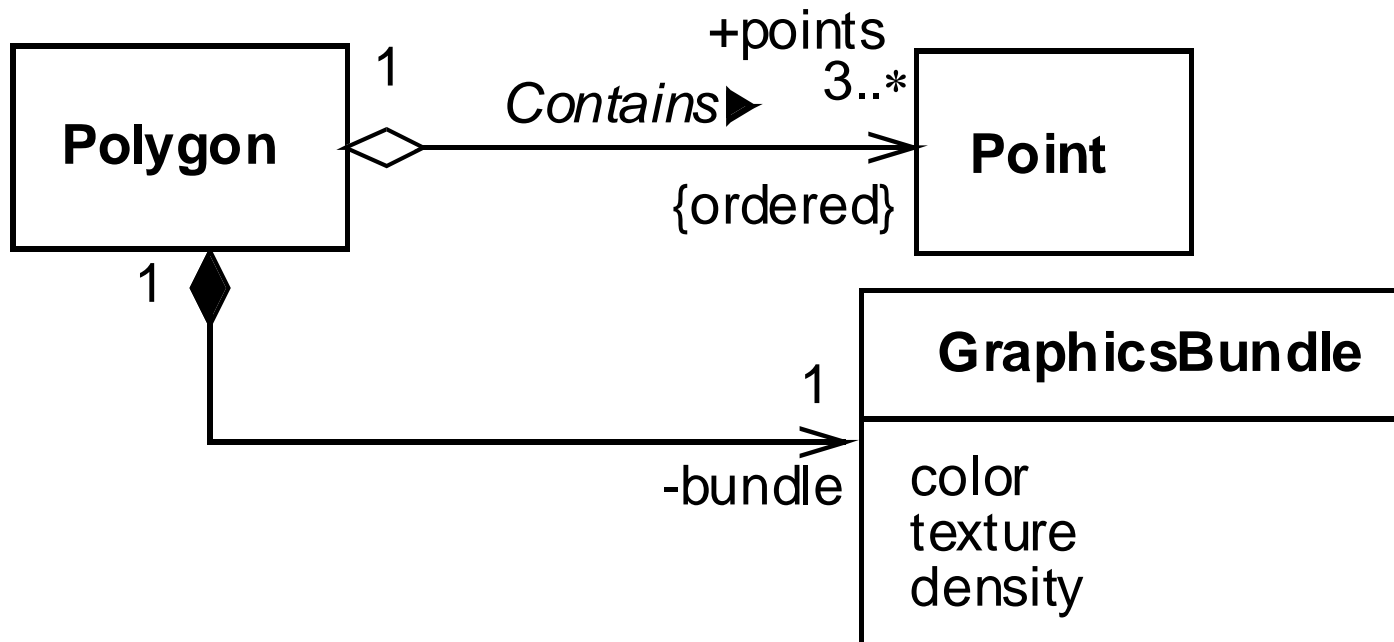 +points
1
3..*
Contains
Polygon
Point
{ordered}
1
GraphicsBundle
1
-bundle
color
texture
density